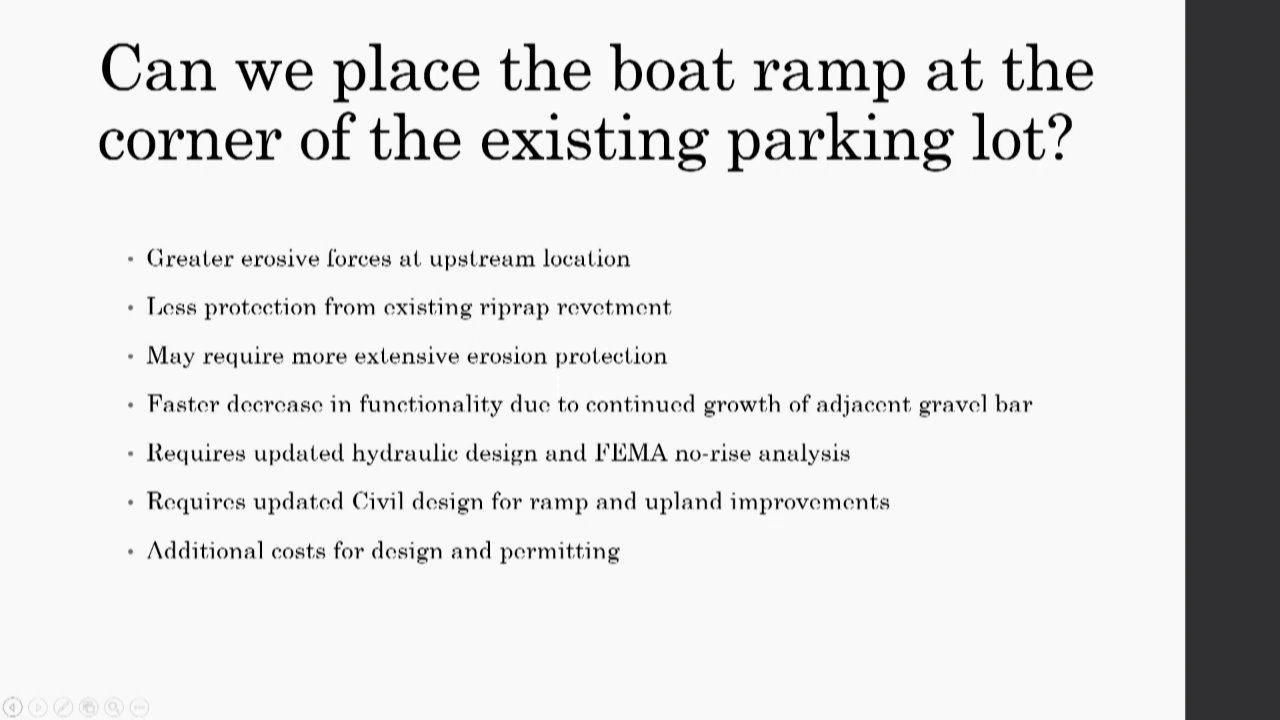 Can we place the boat ramp at the
corner of the existing parking lot?
• Greater erosive forces at upstream location
• Less protection from existing riprap revetment
• May require more extensive erosion protection
• Faster decrease in functionality due to continued growth of adjacent gravel bar
• Requires updated hydraulic design and FEMA no-rise analysis
• Requires updated Civil design for ramp and upland improvements
• Additional costs for design and permitting